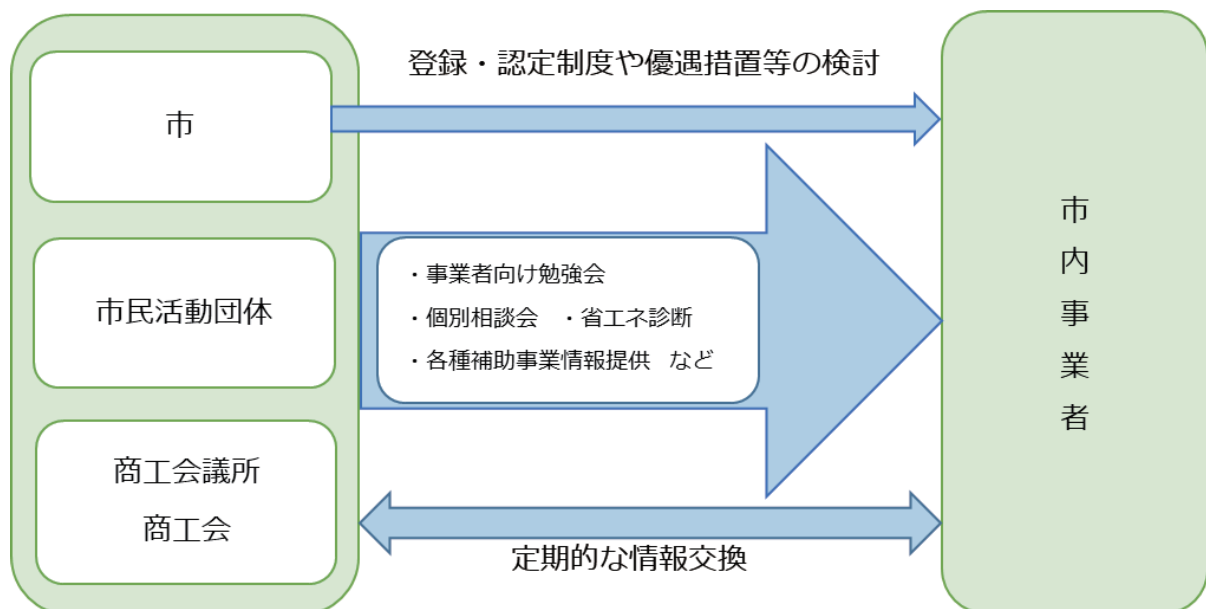 登録・認定制度や優遇措置等の検討
市
市民活動団体
商工会議所
商工会
・事業者向け勉強会
・個別相談会　・省エネ診断
・各種補助事業情報提供　など
定期的な情報交換
市内事業者